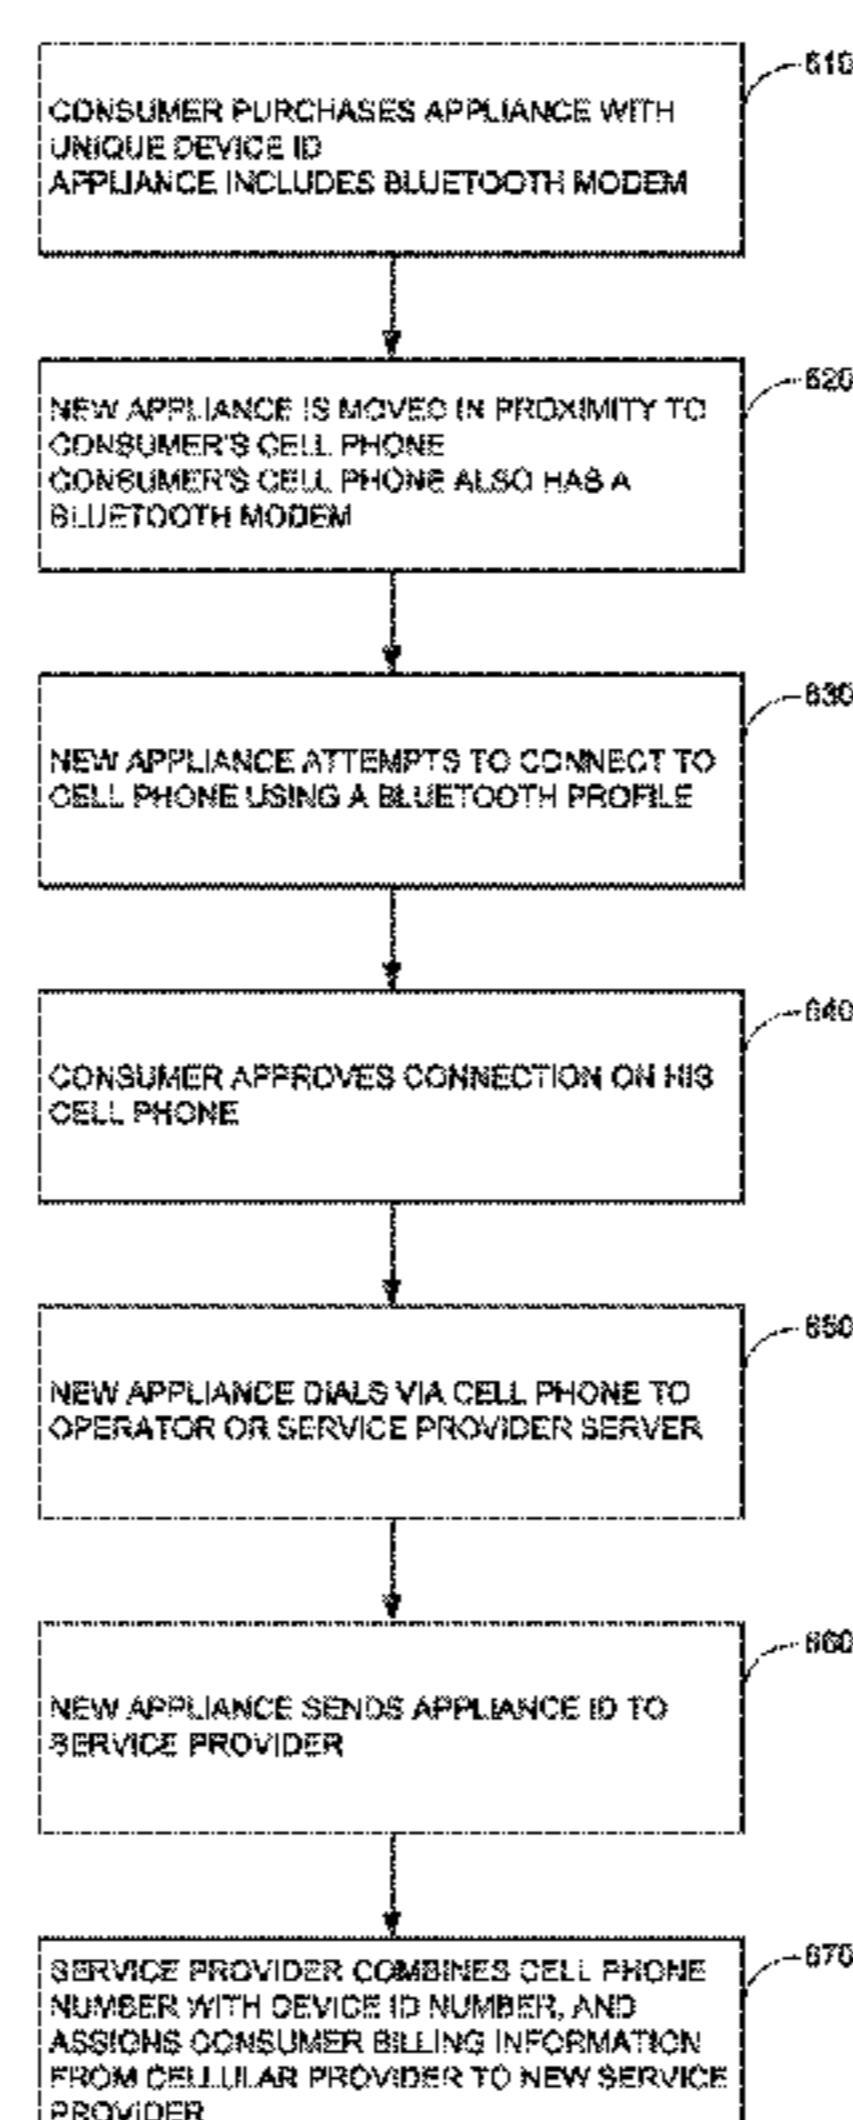 610
CONSUMER PURCHASES APPLIANCE WITH
UNIQUE DEVICE ID
APPLIANCE INCLUDES BLUETOOTH MODEM
620
NEW APPLIANCE IS MOVED IN PROXIMITY TO
CONSUMER'S CELL PHONE
CONSUMER'S CELL PHONE ALSO HAS A
BLUETOOTH MODEM
630
NEW APPLIANCE ATTEMPTS TO CONNECT TO
CELL PHONE USING A BLUETOOTH PROFILE
640
CONSUMER APPROVES CONNECTION ON HIS
CELL PHONE
650
NEW APPLIANCE DIALS VIA CELL PHONE TO
OPERATOR OR SERVICE PROVIDER SERVER
660
NEW APPLIANCE SENDS APPLIANCE ID TO
SERVICE PROVIDER
670
SERVICE PROVIDER COMBINES CELL PHONE
NUMBER WITH DEVICE ID NUMBER, AND
ASSIGNS CONSUMER BILLING INFORMATION
FROM CELLULAR PROVIDER TO NEW SERVICE
PROVIDER